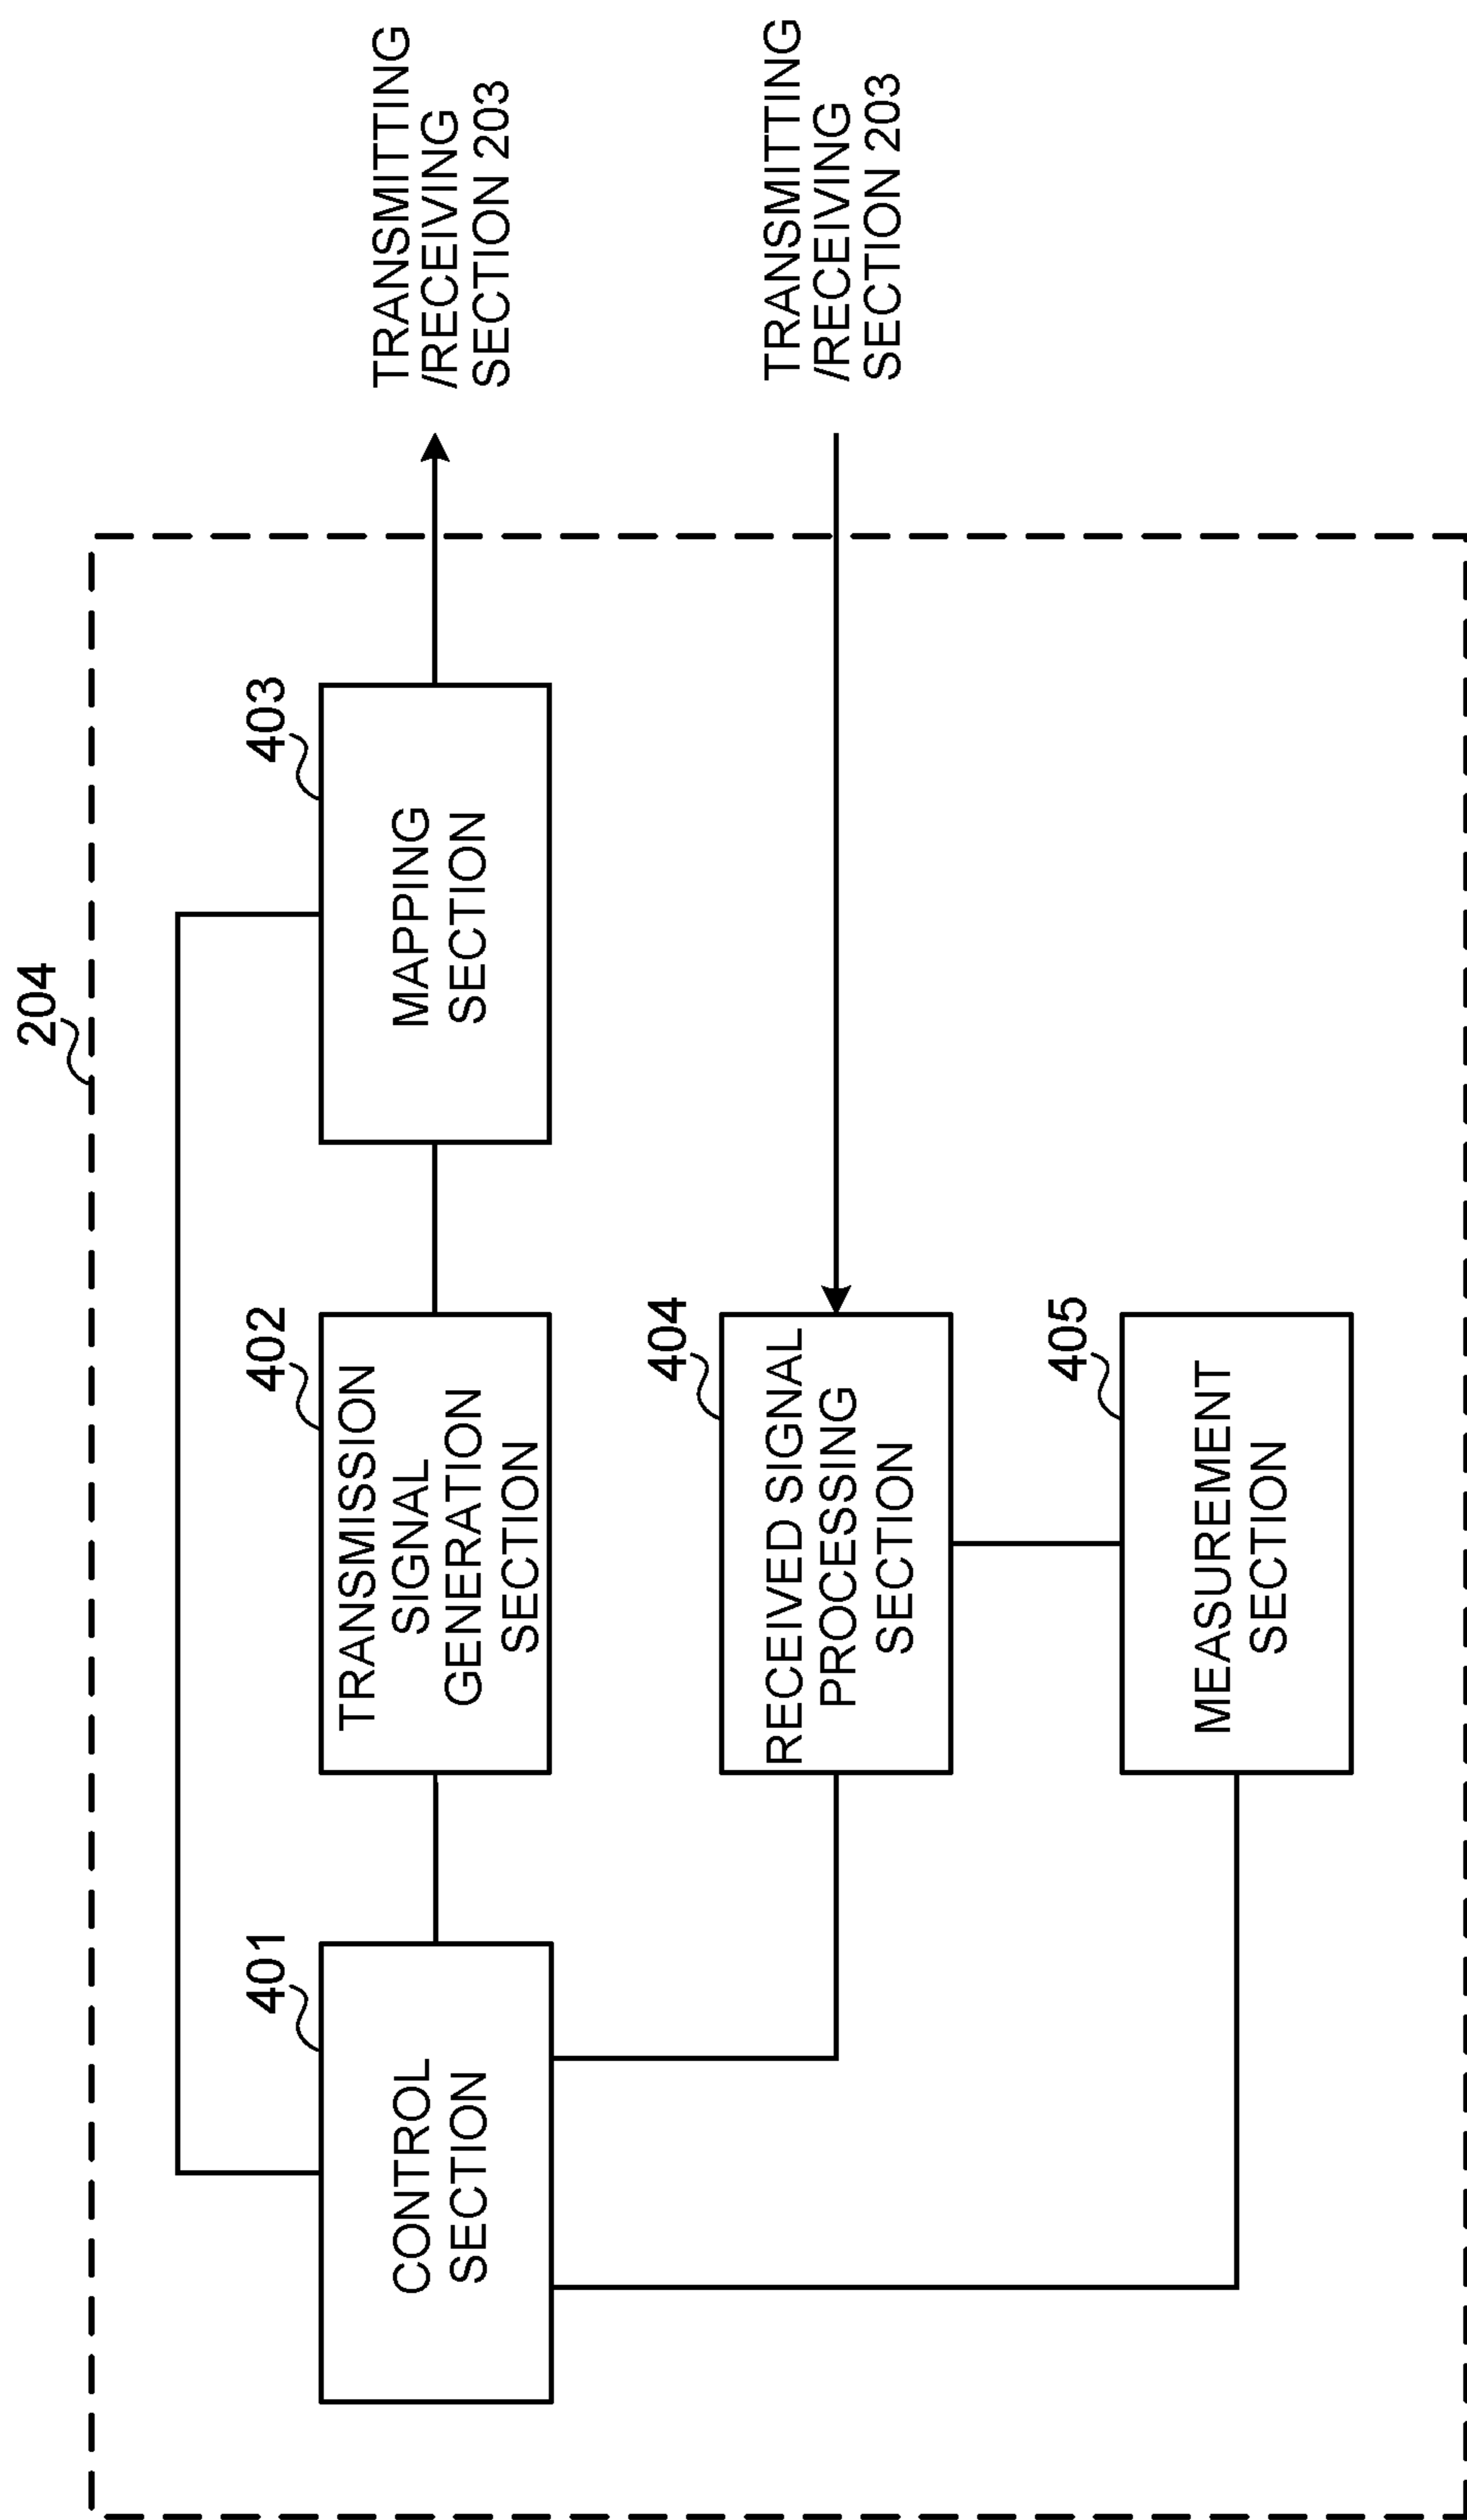 204
401
CONTROL
SECTION
402
TRANSMISSION
SIGNAL
GENERATION
SECTION
403
MAPPING
SECTION
TRANSMITTING
/RECEIVING
SECTION 203
404
RECEIVED SIGNAL
PROCESSING
SECTION
TRANSMITTING
/RECEIVING
SECTION 203
405
MEASUREMENT
SECTION